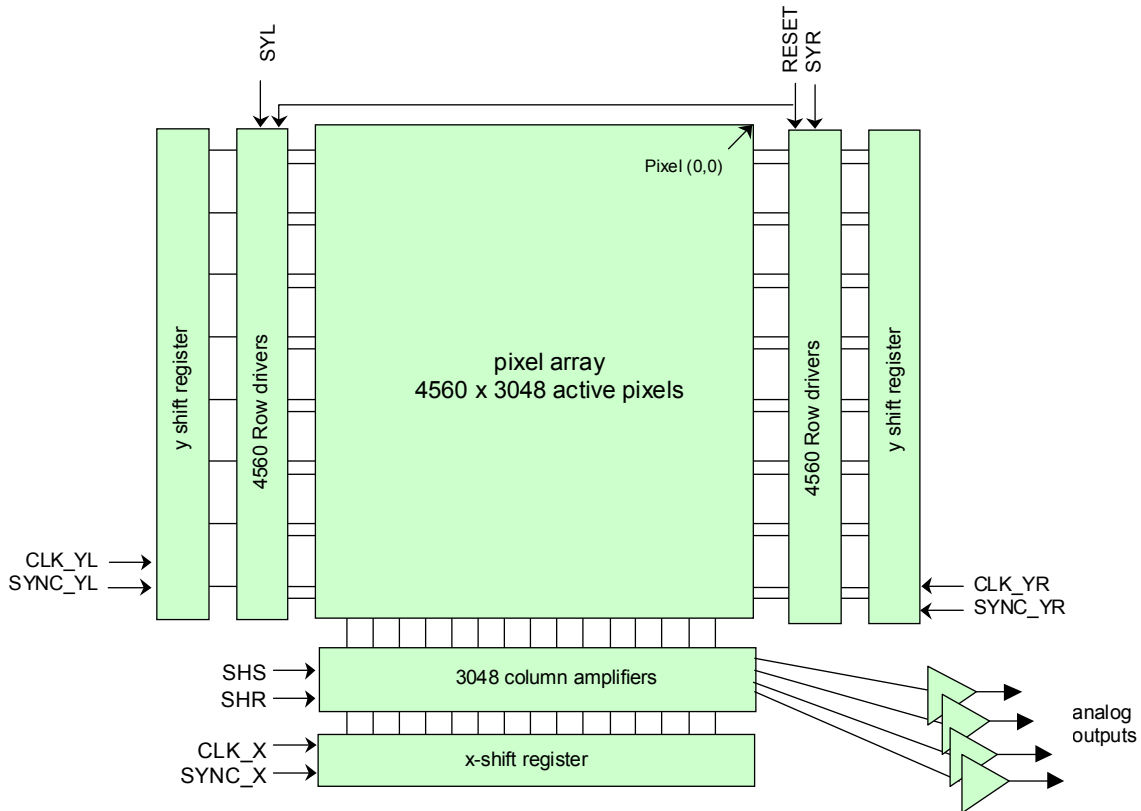 SYL
RESET
SYR
Pixel (0,0)
y shift register
4560 Row drivers
pixel array
4560 x 3048 active pixels
4560 Row drivers
y shift register
CLK_YL
SYNC_YL
CLK_YR
SYNC_YR
SHS
SHR
3048 column amplifiers
analog
outputs
CLK_X
SYNC_X
x-shift register